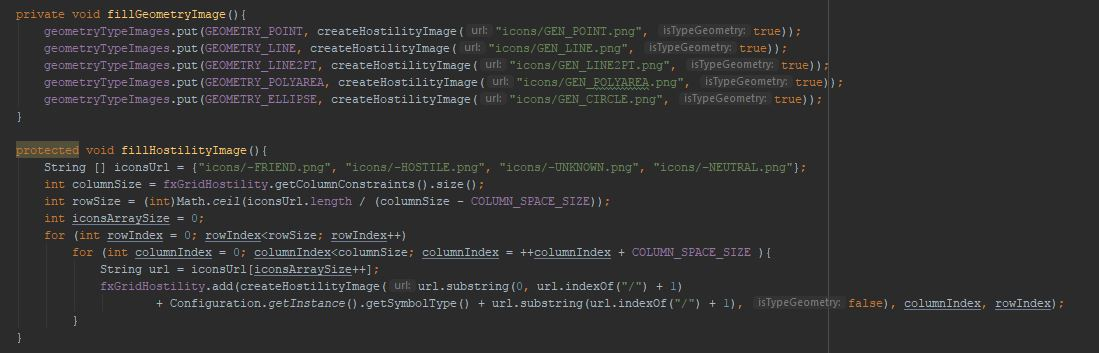 private void fillGeometryImage(){
    geometryTypeImages.put(GEOMETRY_POINT, createHostilityImage( url: "icons/GEN_POINT.png", isTypeGeometry: true));
    geometryTypeImages.put(GEOMETRY_LINE, createHostilityImage( url: "icons/GEN_LINE.png", isTypeGeometry: true));
    geometryTypeImages.put(GEOMETRY_LINE2PT, createHostilityImage( url: "icons/GEN_LINE2PT.png", isTypeGeometry: true));
    geometryTypeImages.put(GEOMETRY_POLYAREA, createHostilityImage( url: "icons/GEN_POLYAREA.png", isTypeGeometry: true));
    geometryTypeImages.put(GEOMETRY_ELLIPSE, createHostilityImage( url: "icons/GEN_CIRCLE.png", isTypeGeometry: true));
}
protected void fillHostilityImage(){
    String [] iconsUrl = {"icons/-FRIEND.png", "icons/-HOSTILE.png", "icons/-UNKNOWN.png", "icons/-NEUTRAL.png"};
    int columnSize = fxGridHostility.getColumnConstraints().size();
    int rowSize = (int)Math.ceil(iconsUrl.length / (columnSize - COLUMN_SPACE_SIZE));
    int iconsArraySize = 0;
    for (int rowIndex = 0; rowIndex<rowSize; rowIndex++)
        for (int columnIndex = 0; columnIndex<columnSize; columnIndex = ++columnIndex + COLUMN_SPACE_SIZE ){
            String url = iconsUrl[iconsArraySize++];
            fxGridHostility.add(createHostilityImage( url: url.substring(0, url.indexOf("/") + 1)
                    + Configuration.getInstance().getSymbolType() + url.substring(url.indexOf("/") + 1), isTypeGeometry: false), columnIndex, rowIndex);
        }
}